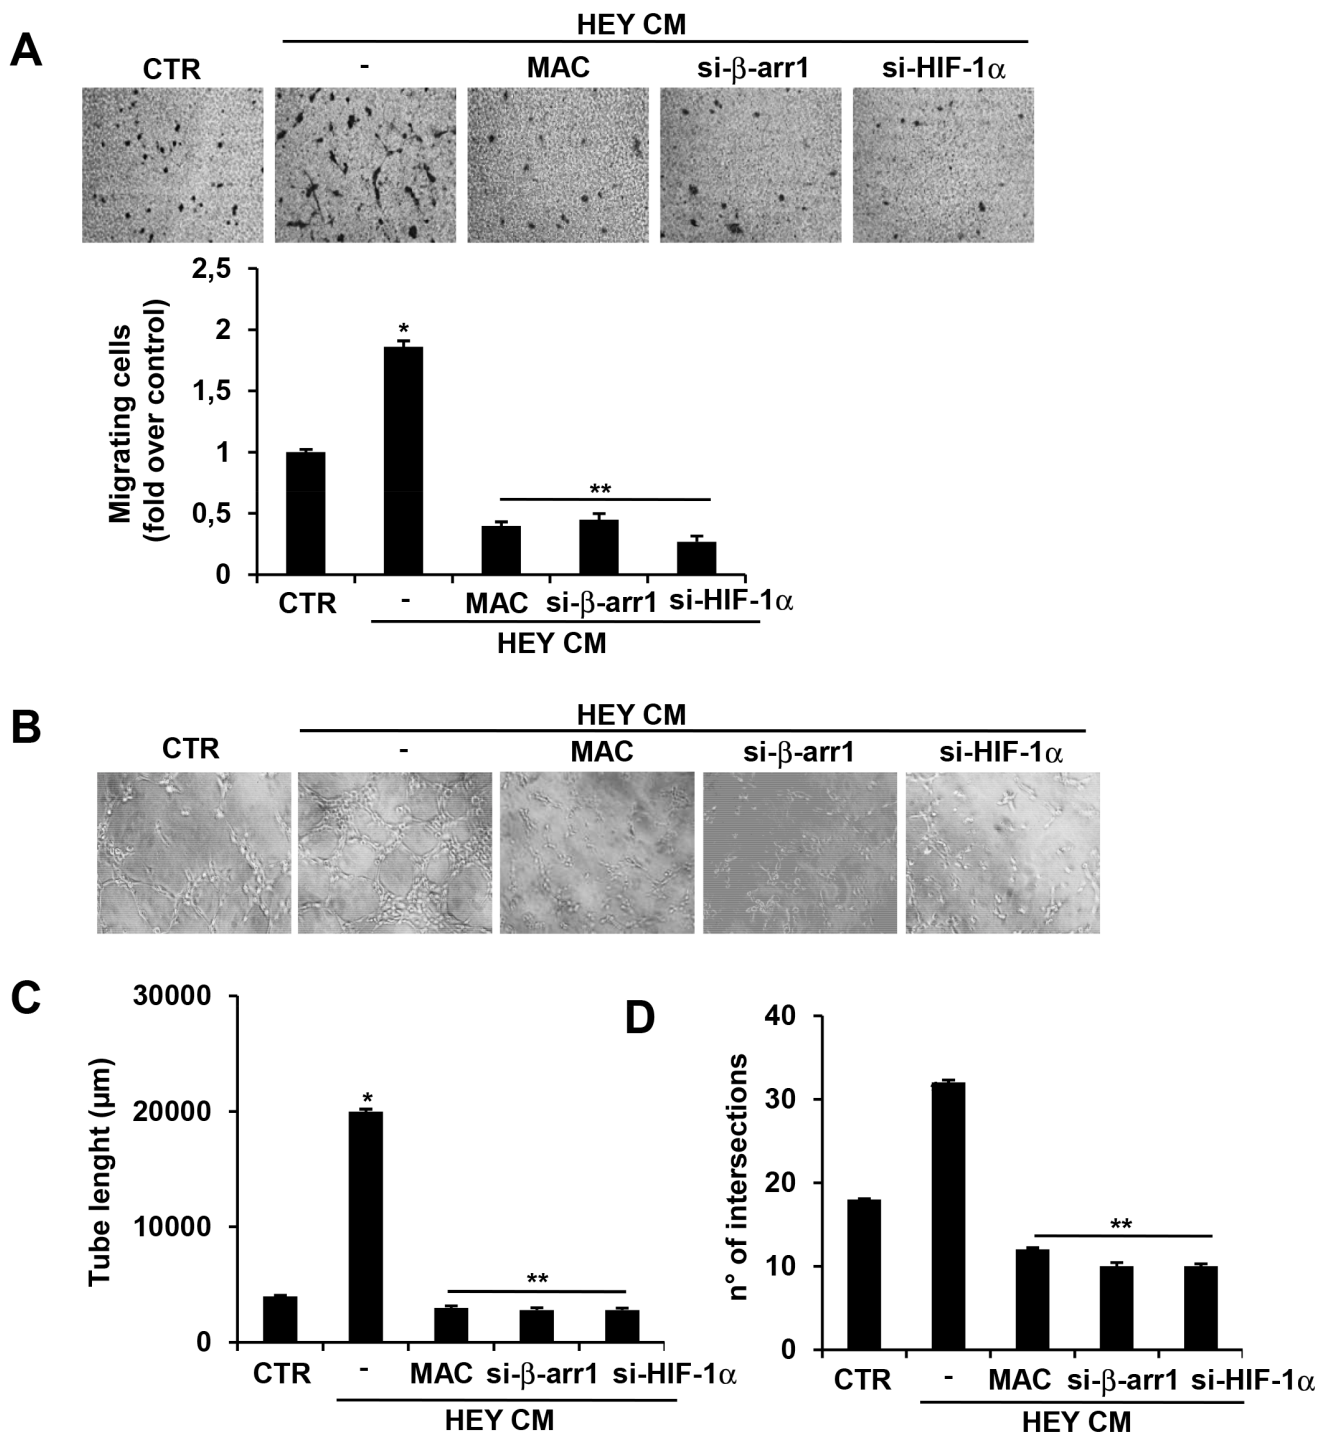 A
HEY CM
CTR - MAC si-β-arr1 si-HIF-1α
Migrating cells
(fold over control)
2,5
2
1,5
1
0,5
0
*
**
CTR - MAC si-β-arr1 si-HIF-1α
HEY CM
B
HEY CM
CTR - MAC si-β-arr1 si-HIF-1α
C
Tube lenght (µm)
30000
20000
10000
0
*
**
CTR - MAC si-β-arr1 si-HIF-1α
HEY CM
D
n° of intersections
40
30
20
10
0
**
CTR - MAC si-β-arr1 si-HIF-1α
HEY CM